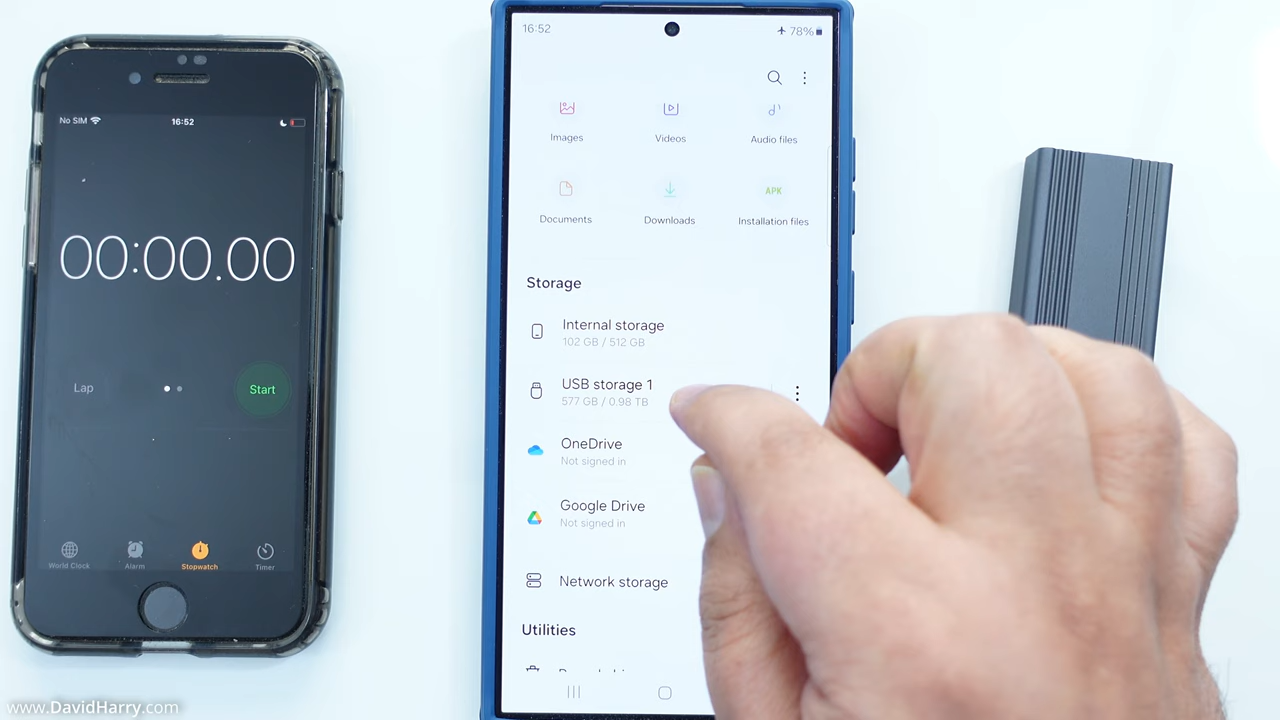 No SIM
16:52
00:00.00
Lap
Start
World Clock
Alarm
Stopwatch
Timer
16:52
78%
Images
Videos
Audio files
APK
Documents
Downloads
Installation files
Storage
Internal storage
102 GB / 512 GB
USB storage 1
577 GB / 0.98 TB
OneDrive
Not signed in
Google Drive
Not signed in
Network storage
Utilities
www.DavidHarry.com